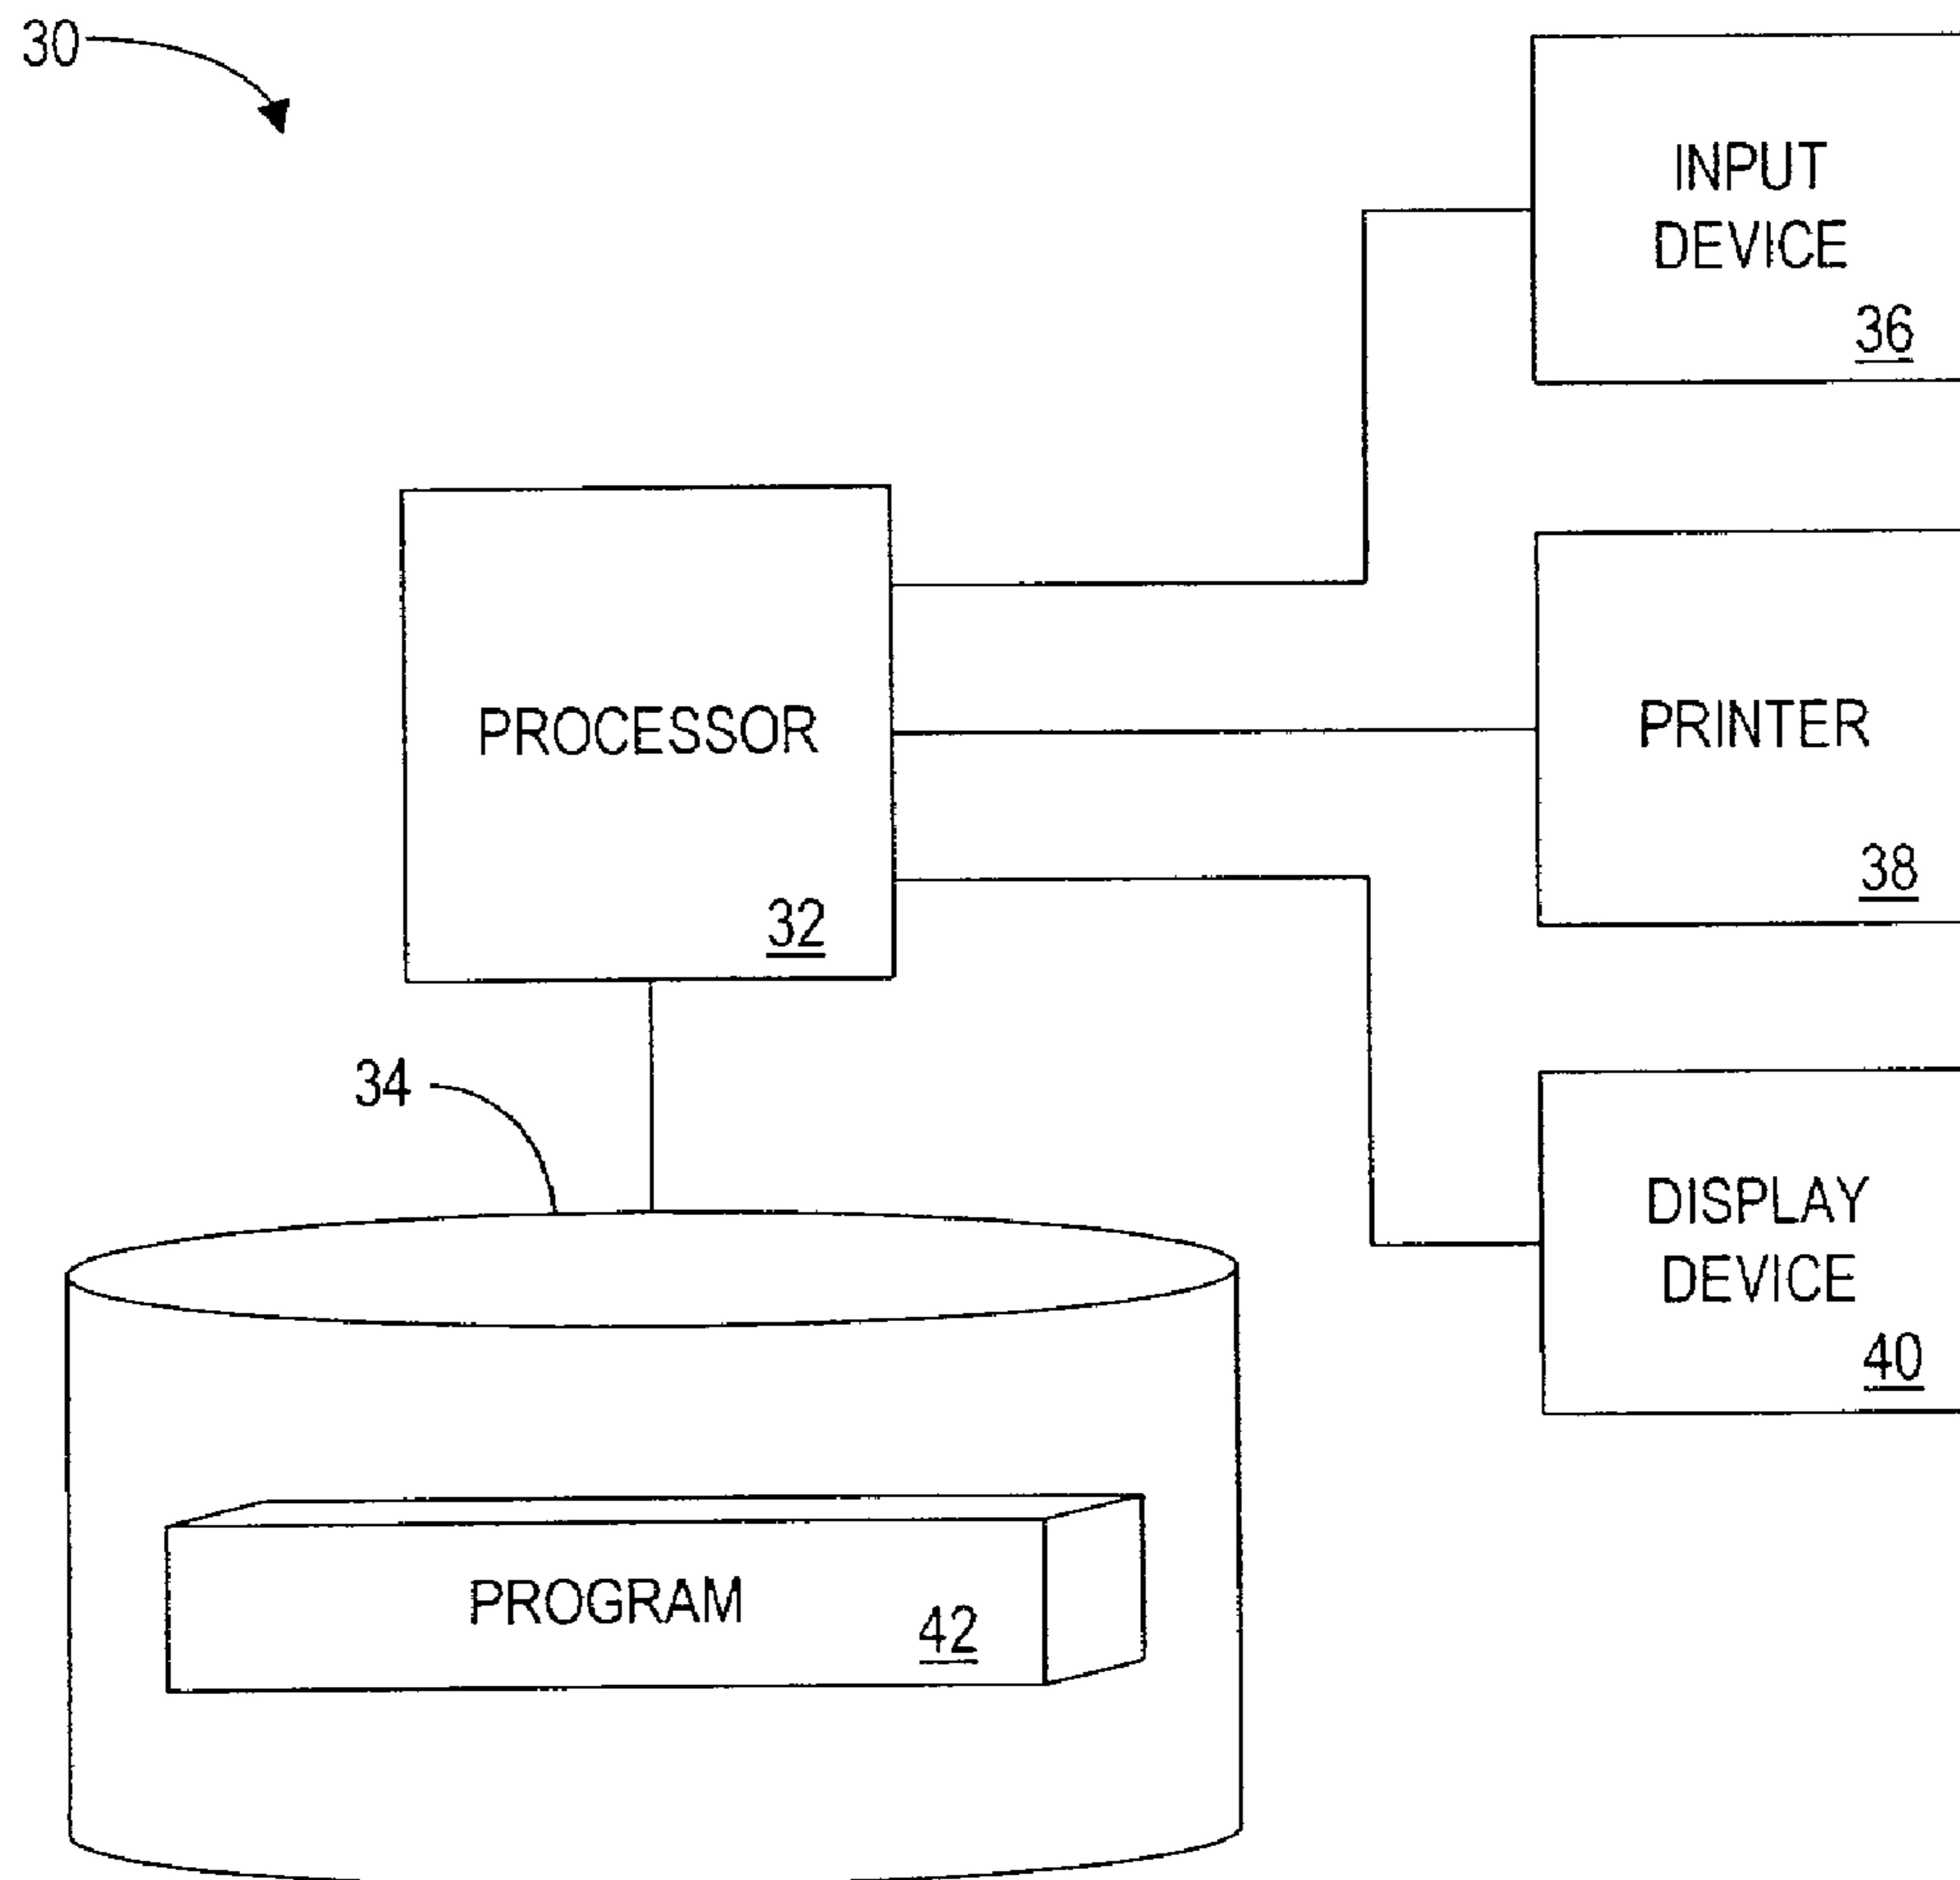 30
INPUT
DEVICE
36
PROCESSOR
32
PRINTER
38
34
DISPLAY
DEVICE
40
PROGRAM
42